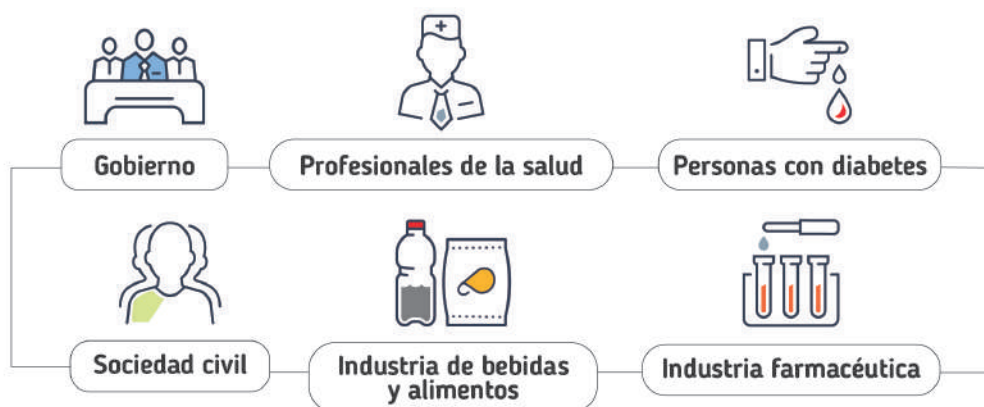 Gobierno
Profesionales de la salud
Personas con diabetes
Sociedad civil
Industria de bebidas
y alimentos
Industria farmacéutica